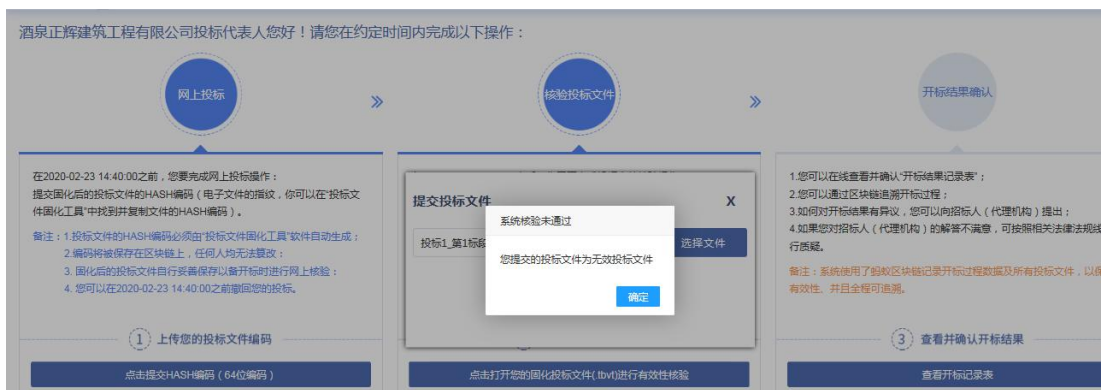 酒泉正辉建筑工程有限公司投标代表人您好！请您在约定时间内完成以下操作：
网上投标
核验投标文件
开标结果确认
在2020-02-23 14:40:00之前，您要完成网上投标操作：
提交固化后的投标文件的HASH编码（电子文件的指纹，你可以在“投标文
件固化工具”中找到并复制文件的HASH编码）。
备注：1.投标文件的HASH编码必须由“投标文件固化工具”软件自动生成；
2.编码将被保存在区块链上，任何人均无法篡改；
3. 固化后的投标文件自行妥善保存以备开标时进行网上核验；
4. 您可以在2020-02-23 14:40:00之前撤回您的投标。
1 上传您的投标文件编码
点击提交HASH编码（64位编码）
提交投标文件
X
投标1_第1标段
选择文件
系统核验未通过
您提交的投标文件为无效投标文件
确定
点击打开您的固化投标文件(.tbvt)进行有效性核验
1.您可以在线查看并确认“开标结果记录表”；
2.您可以通过区块链追溯开标过程；
3.如何对开标结果有异议，您可以向招标人（代理机构）提出；
4.如果您对招标人（代理机构）的解答不满意，可按照相关法律法规
行质疑。
备注：系统使用了蚂蚁区块链记录开标过程数据及所有投标文件，以
有效性、并且全程可追溯。
3 查看并确认开标结果
查看开标记录表